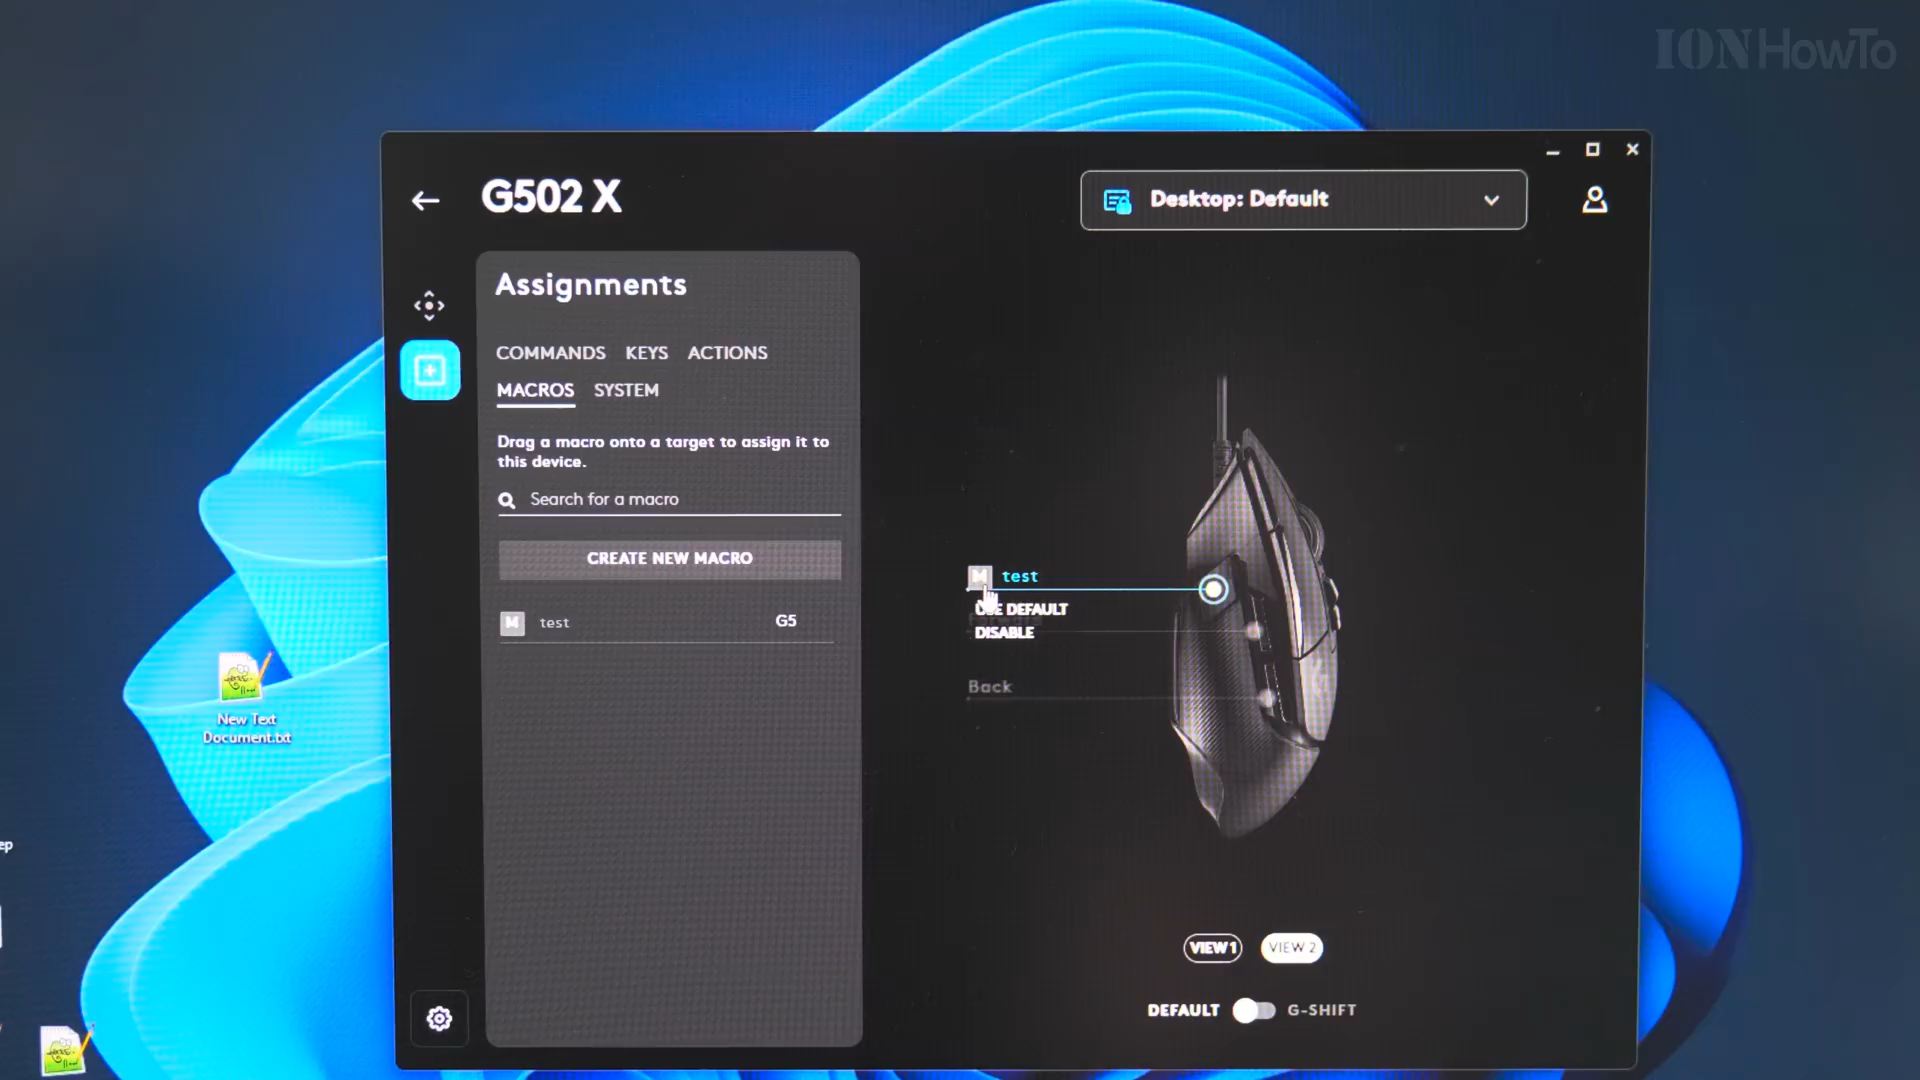 IONHowTo
G502 X
Desktop: Default
Assignments
COMMANDS KEYS ACTIONS
MACROS SYSTEM
Drag a macro onto a target to assign it to
this device.
Search for a macro
CREATE NEW MACRO
M test G5
M test
USE DEFAULT
DISABLE
Back
New Text
Document.txt
ep
VIEW 1 VIEW 2
DEFAULT G-SHIFT